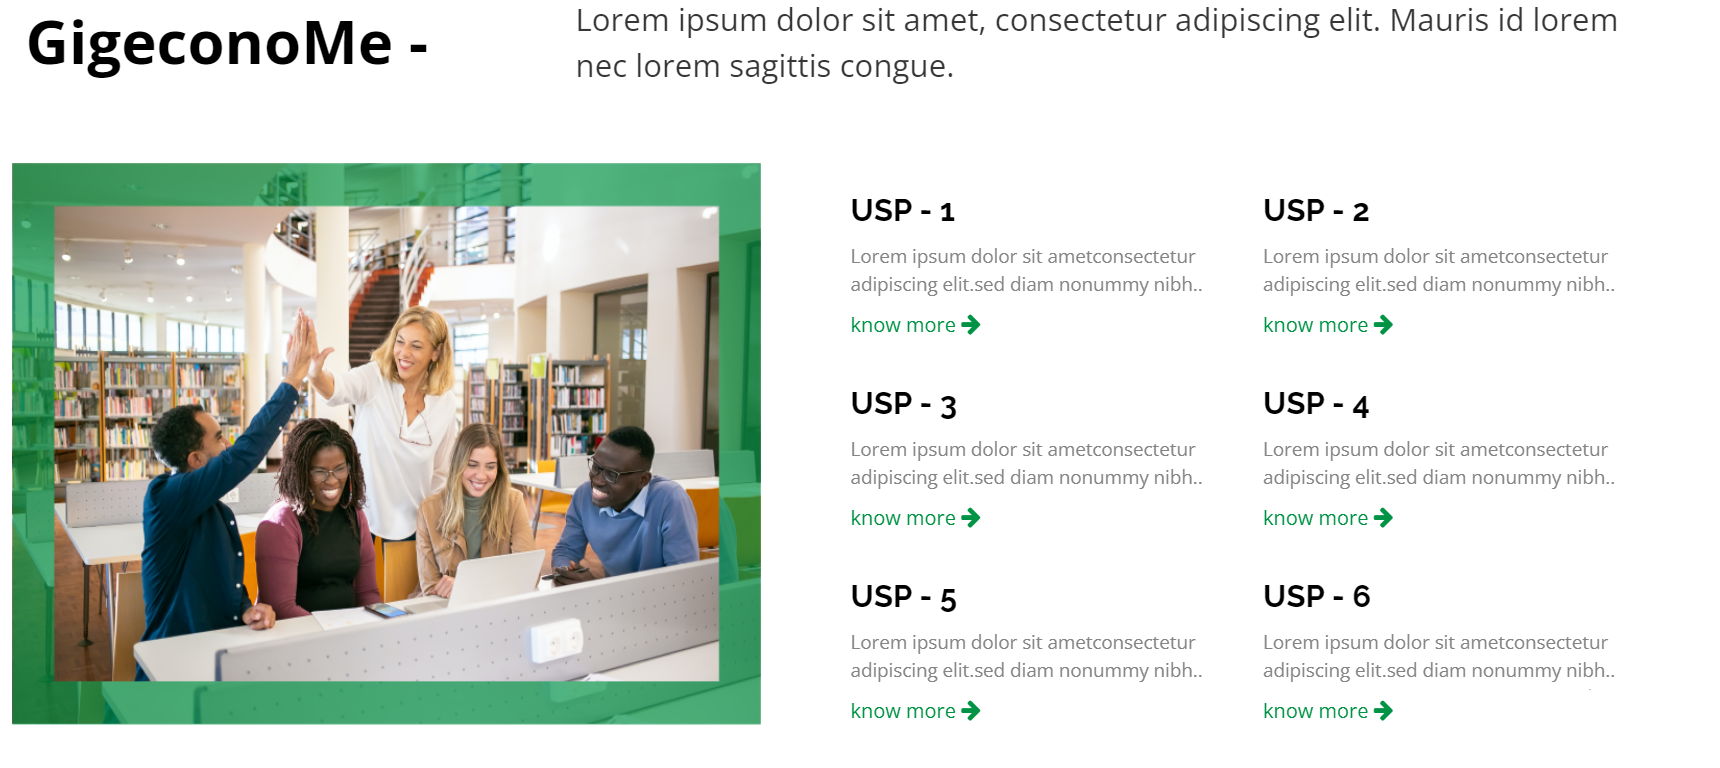 GigeconoMe -
Lorem ipsum dolor sit amet, consectetur adipiscing elit. Mauris id lorem
nec lorem sagittis congue.
USP - 1
Lorem ipsum dolor sit ametconsectetur
adipiscing elit.sed diam nonummy nibh..
know more
USP - 2
Lorem ipsum dolor sit ametconsectetur
adipiscing elit.sed diam nonummy nibh..
know more
USP - 3
Lorem ipsum dolor sit ametconsectetur
adipiscing elit.sed diam nonummy nibh..
know more
USP - 4
Lorem ipsum dolor sit ametconsectetur
adipiscing elit.sed diam nonummy nibh..
know more
USP - 5
Lorem ipsum dolor sit ametconsectetur
adipiscing elit.sed diam nonummy nibh..
know more
USP - 6
Lorem ipsum dolor sit ametconsectetur
adipiscing elit.sed diam nonummy nibh..
know more